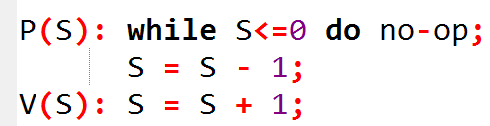 P(S): while S<=0 do no-op;
S = S - 1;
V(S): S = S + 1;